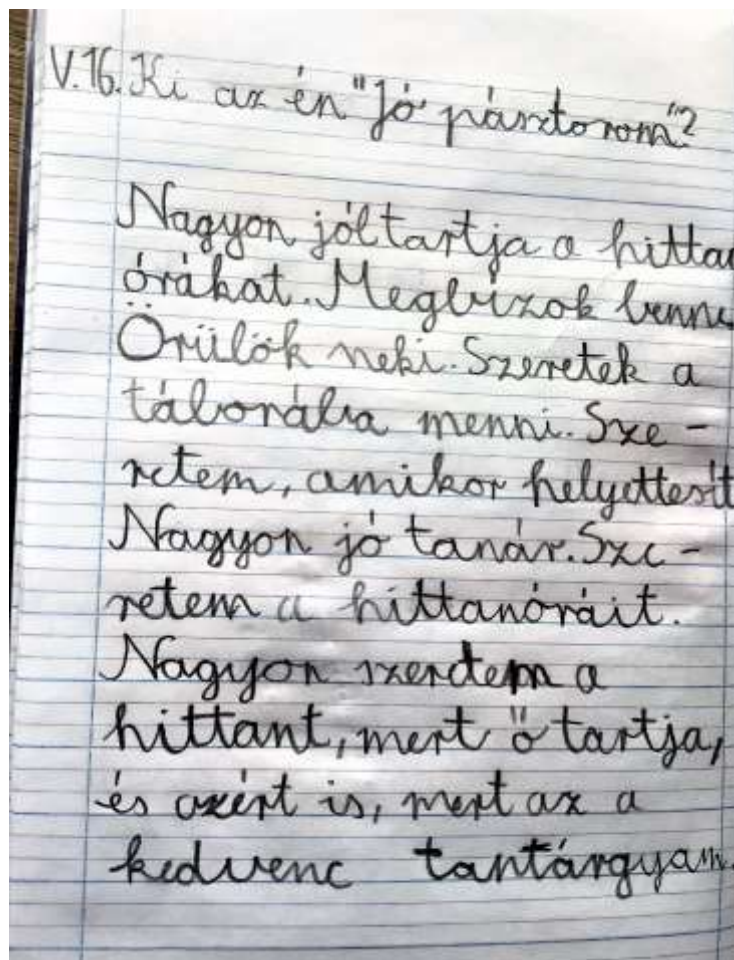 V.16. Ki az én "Jó pásztorom"?
Nagyon jól tartja a hittan
órákat. Megbízok benne
Örülök neki. Szeretek a
táborába menni. Sze-
retem, amikor helyettesít
Nagyon jó tanár. Sze-
retem a hittanóráit.
Nagyon szeretem a
hittant, mert ő tartja,
és azért is, mert az a
kedvenc tantárgyam.